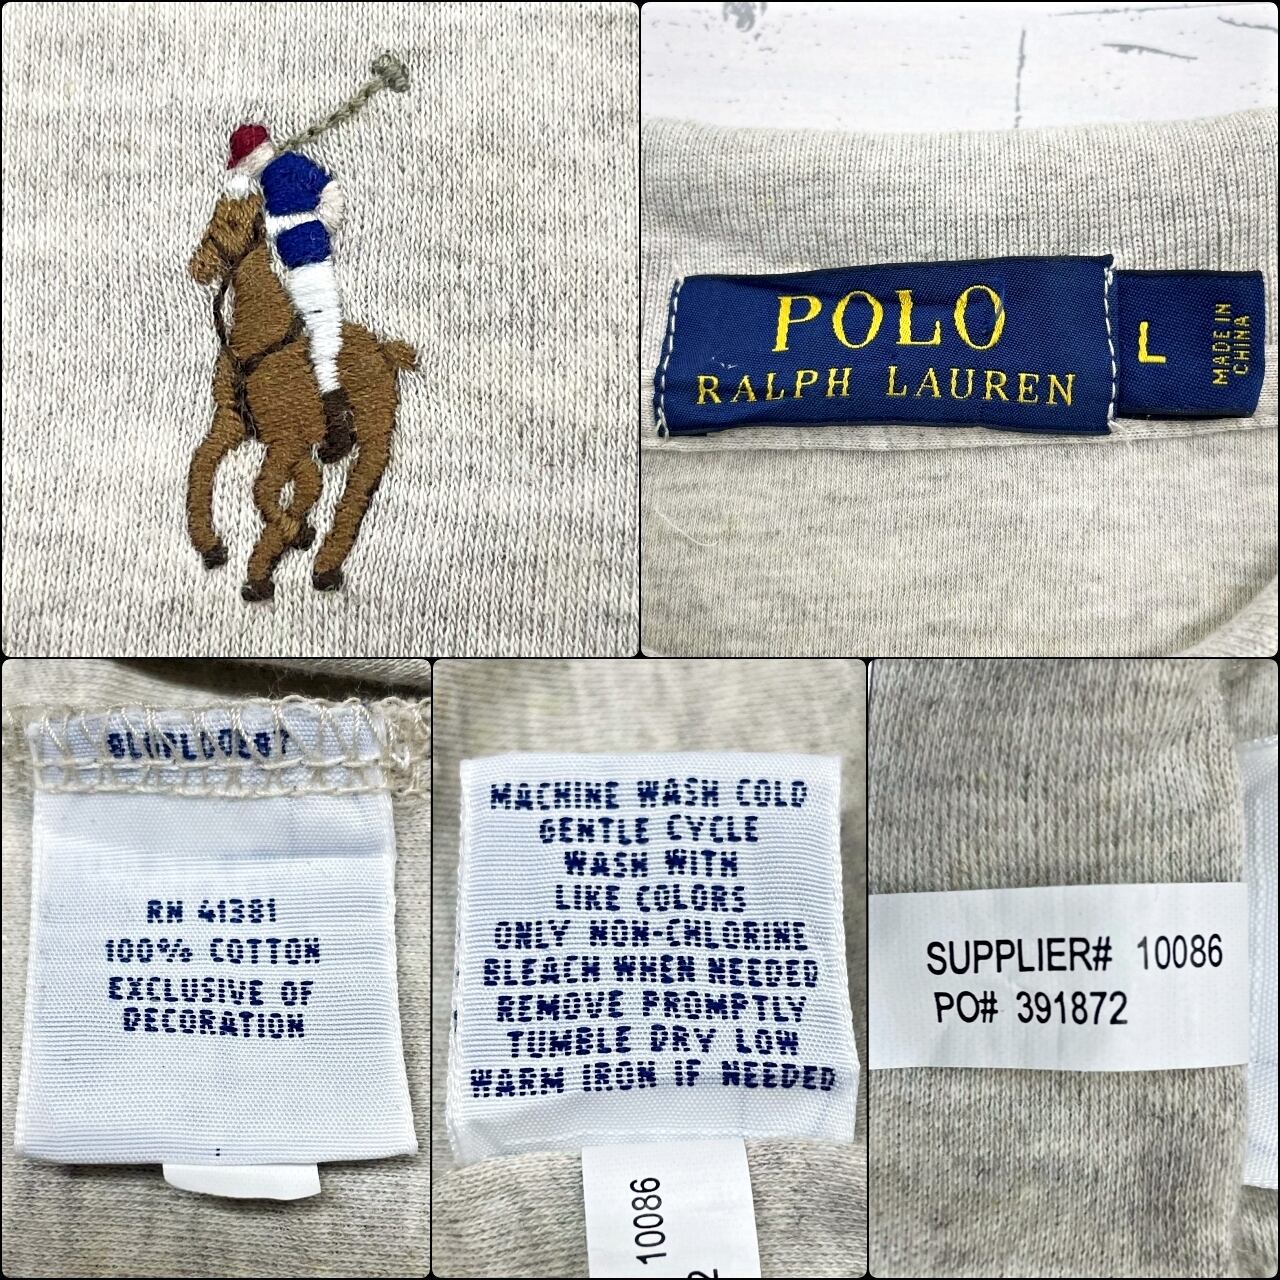 POLO
RALPH LAUREN
L
MADE IN
CHINA
RN 41381
100% COTTON
EXCLUSIVE OF
DECORATION
MACHINE WASH COLD
GENTLE CYCLE
WASH WITH
LIKE COLORS
ONLY NON-CHLORINE
BLEACH WHEN NEEDED
REMOVE PROMPTLY
TUMBLE DRY LOW
WARM IRON IF NEEDED
10086
SUPPLIER# 10086
PO# 391872